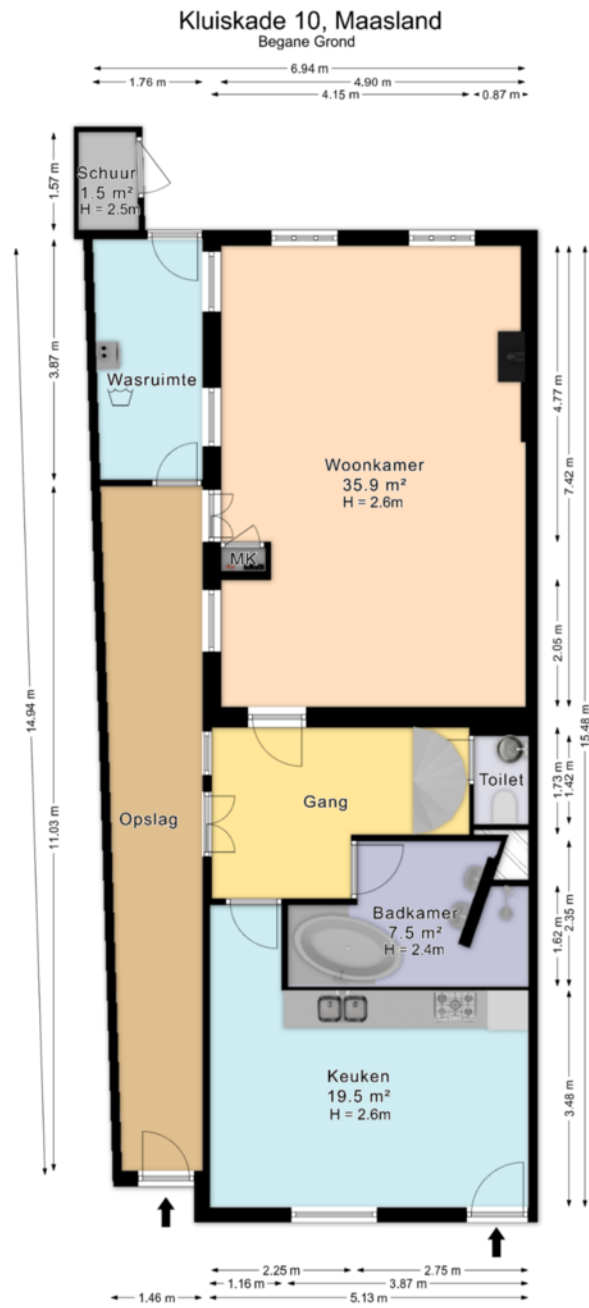 Kluiskade 10, Maasland
Begane Grond
6.94 m
1.76 m
4.90 m
4.15 m
0.87 m
1.57 m
Schuur
1.5 m²
H = 2.5m
3.87 m
4.77 m
7.42 m
Wasruimte
Woonkamer
35.9 m²
H = 2.6m
MK
2.05 m
14.94 m
15.48 m
11.03 m
Opslag
Gang
Toilet
1.73 m
1.42 m
Badkamer
7.5 m²
H = 2.4m
1.62 m
2.35 m
Keuken
19.5 m²
H = 2.6m
3.48 m
2.25 m
2.75 m
1.16 m
3.87 m
1.46 m
5.13 m